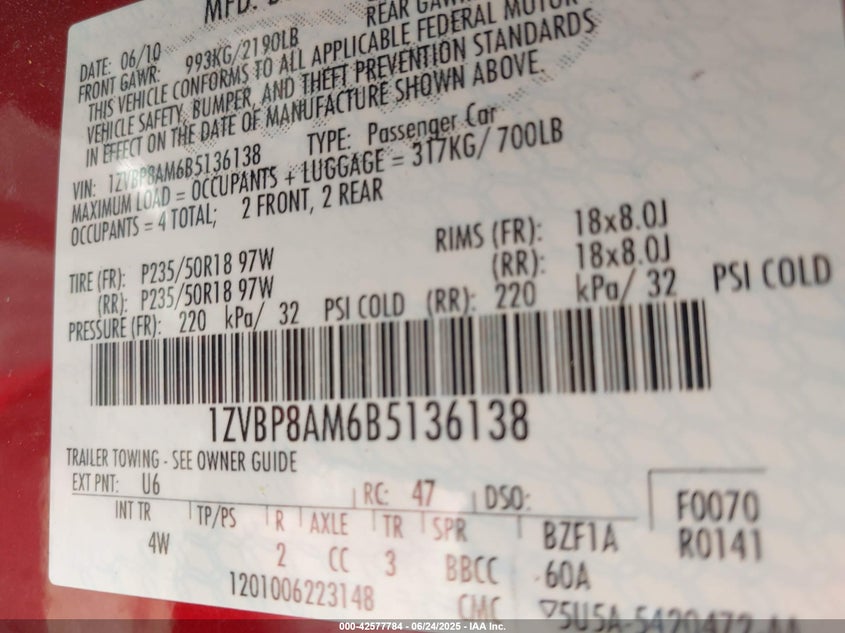 MFD.
REAR GAWR
DATE: 06/10
FRONT GAWR: 993KG/2190LB
THIS VEHICLE CONFORMS TO ALL APPLICABLE FEDERAL MOTOR
VEHICLE SAFETY, BUMPER, AND THEFT PREVENTION STANDARDS
IN EFFECT ON THE DATE OF MANUFACTURE SHOWN ABOVE.
VIN: 1ZVBP8AM6B5136138 TYPE: Passenger Car
MAXIMUM LOAD = OCCUPANTS + LUGGAGE = 317KG/ 700LB
OCCUPANTS = 4 TOTAL; 2 FRONT, 2 REAR
TIRE (FR): P235/50R18 97W RIMS (FR): 18x8.0J
(RR): P235/50R18 97W (RR): 18x8.0J
PRESSURE (FR): 220 kPa/ 32 PSI COLD (RR): 220 kPa/ 32 PSI COLD
1ZVBP8AM6B5136138
TRAILER TOWING - SEE OWNER GUIDE
EXT PNT: U6 RC: 47 DSO: F0070
INT TR TP/PS R AXLE TR SPR BZF1A R0141
4W 2 CC 3 BBCC 60A
1201006223148 CMC 5U5A-5420472
000-42577784 - 06/24/2025 - IAA Inc.